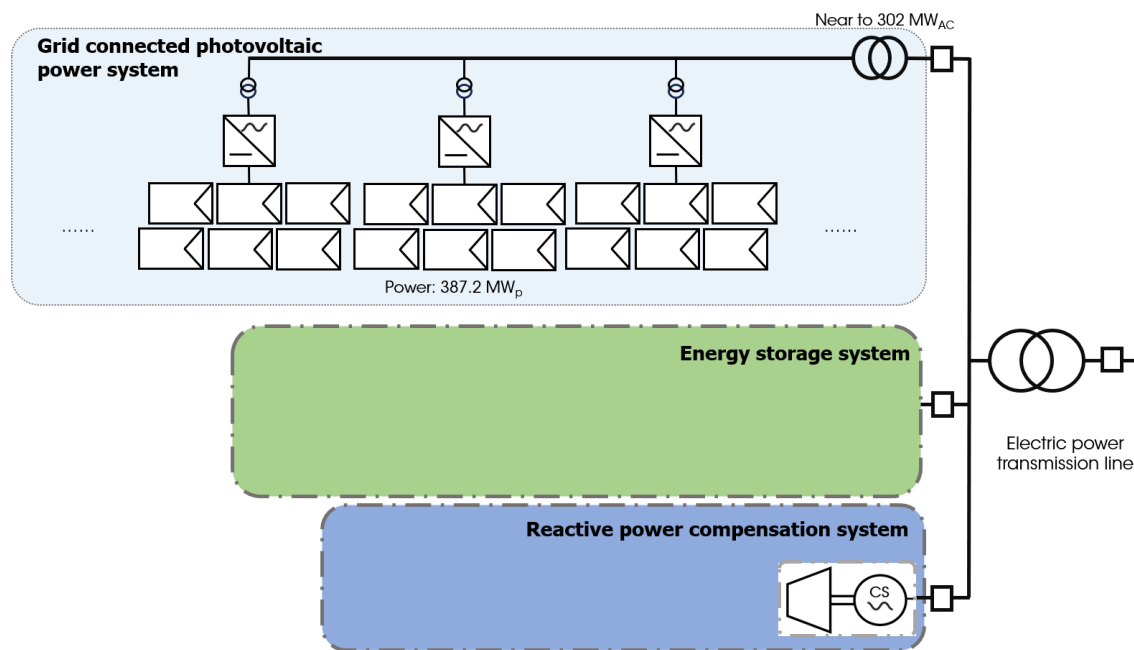 Near to 302 MWAC
Grid connected photovoltaic
power system
......
......
Power: 387.2 MWp
Energy storage system
Electric power
transmission line
Reactive power compensation system
CS